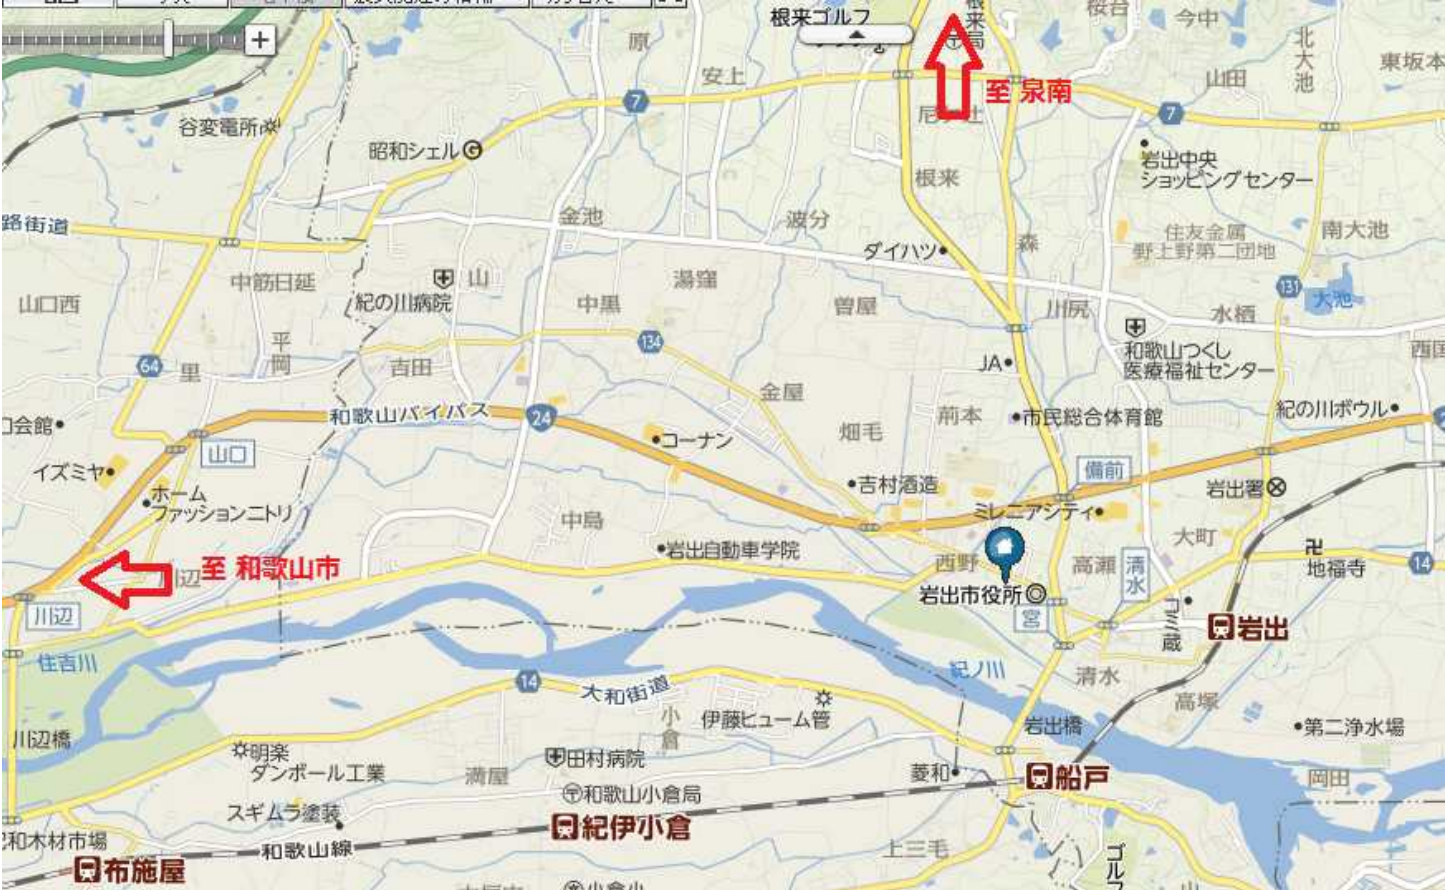 根来ゴルフ
根来局
桜台
今中
北大池
東坂本
原
安上
山田
7
至 泉南
7
尼ヶ辻
谷変電所
昭和シェル
岩出中央
ショッピングセンター
根来
路街道
金池
波分
ダイハツ
森
住友金属
野上野第二団地
南大池
中筋日延
山
湯窪
131
大池
山口西
紀の川病院
中黒
曽屋
川尻
水栖
平岡
134
和歌山つくし
医療福祉センター
64
里
吉田
JA
金屋
荊本
口会館
和歌山バイパス
24
市民総合体育館
紀の川ボウル
畑毛
コーナン
山口
イズミヤ
備前
吉村酒造
岩出署
ホーム
ファッションニトリ
中島
ミレニアシティ
大町
岩出自動車学院
西野
高瀬
清水
卍
地福寺
14
至 和歌山市
川辺
岩出市役所
川辺
宮
岩出
住吉川
紀ノ川
清水
14
大和街道
高塚
小倉
伊藤ヒューム管
岩出橋
第二浄水場
川辺橋
明楽
ダンボール工業
田村病院
満屋
菱和
船戸
岡田
和歌山小倉局
スギムラ塗装
紀伊小倉
和木材市場
和歌山線
上三毛
布施屋
小倉小